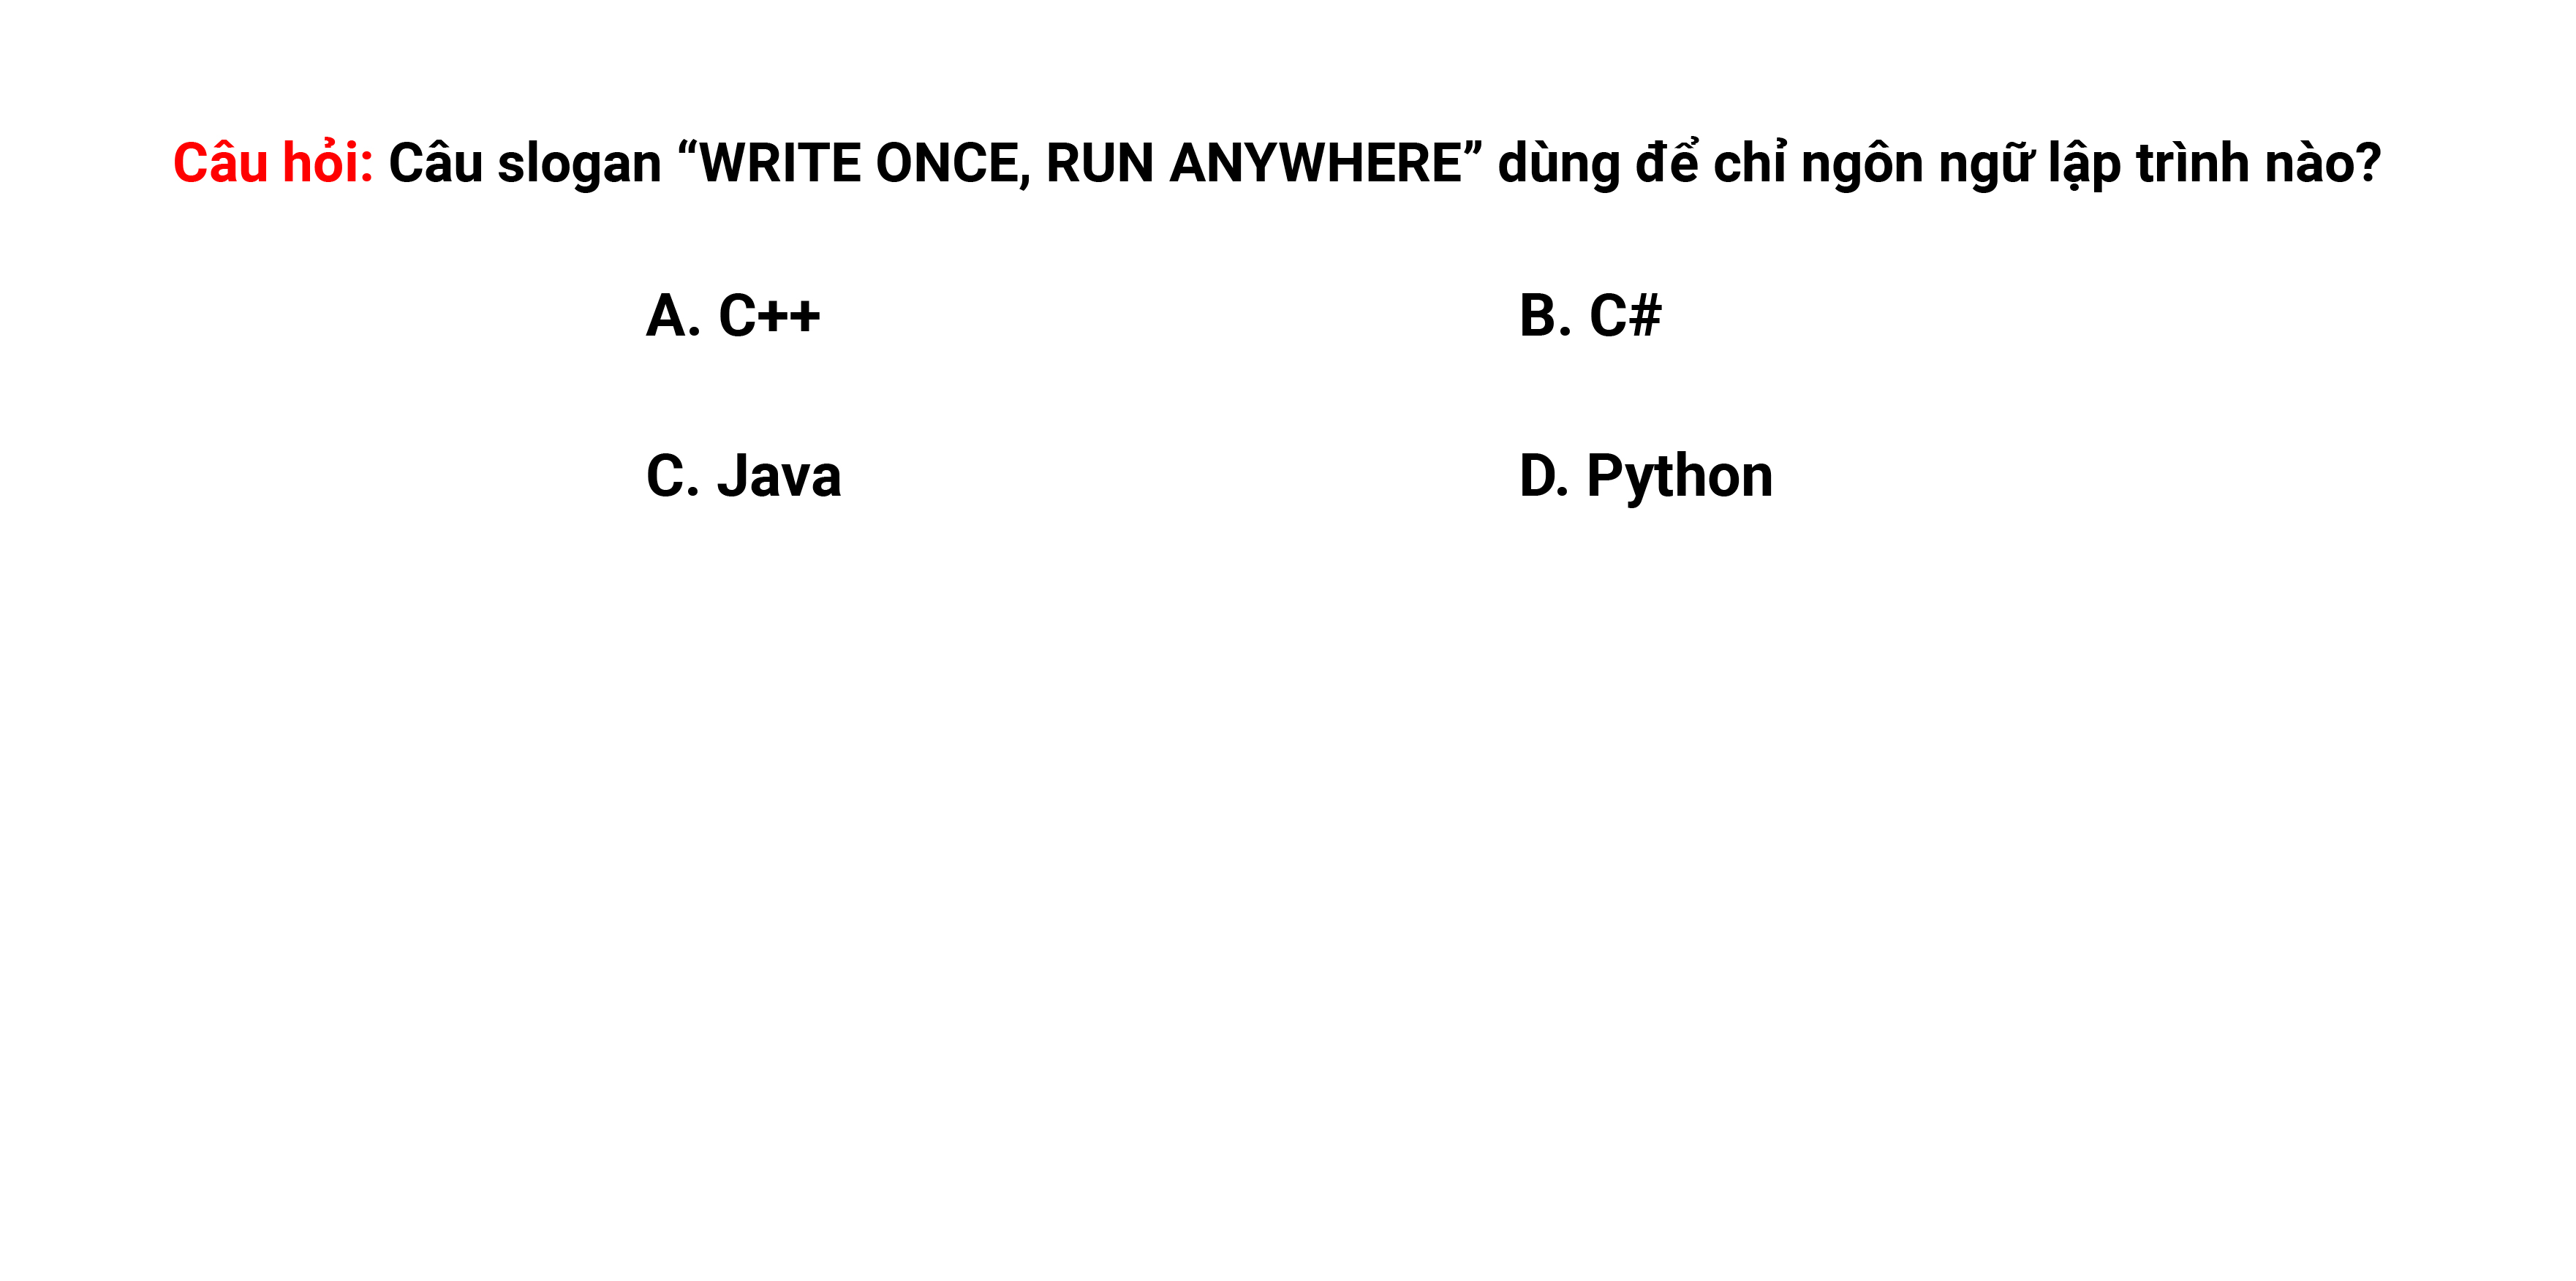 Câu hỏi: Câu slogan “WRITE ONCE, RUN ANYWHERE” dùng để chỉ ngôn ngữ lập trình nào?
A. C++
B. C#
C. Java
D. Python